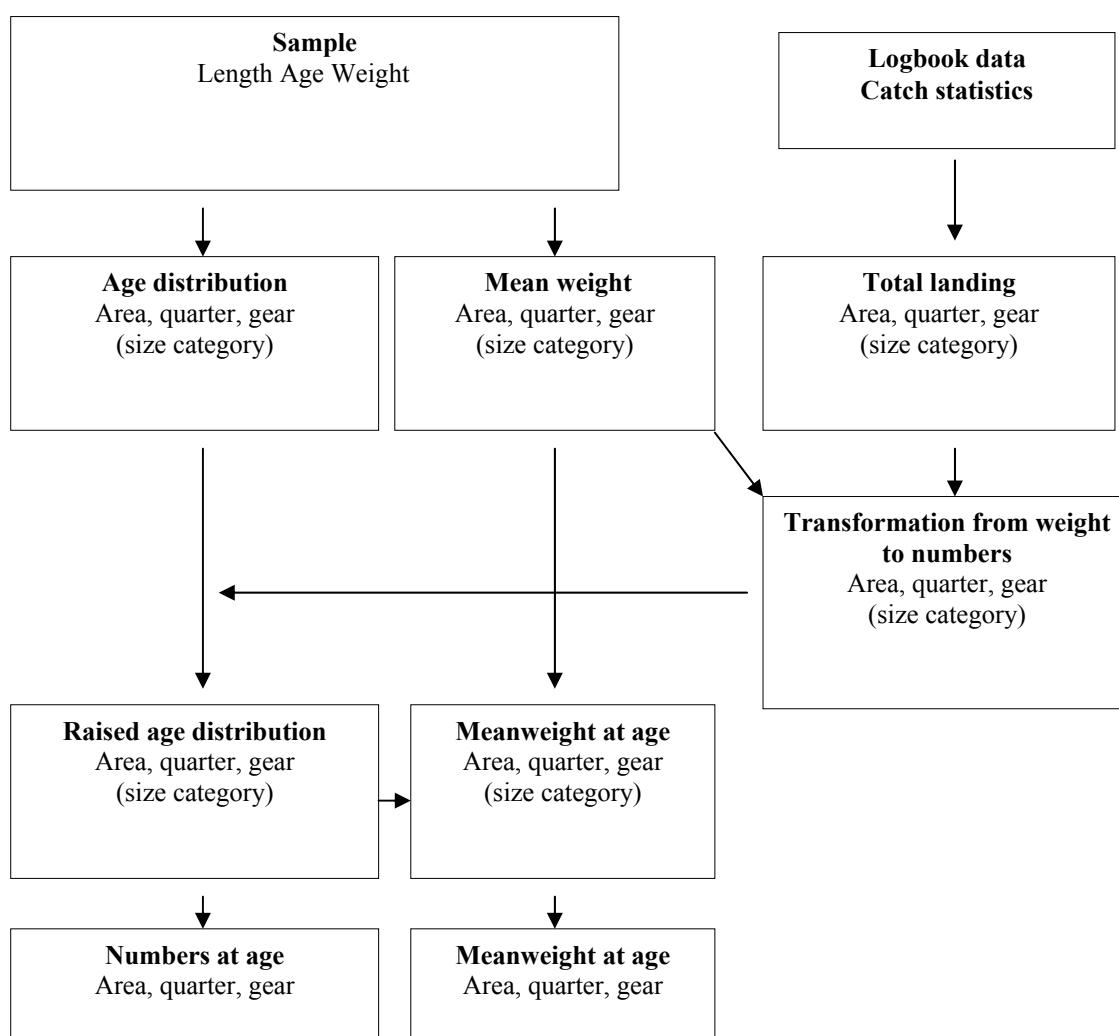 Sample
Length Age Weight
Logbook data
Catch statistics
Age distribution
Area, quarter, gear
(size category)
Mean weight
Area, quarter, gear
(size category)
Total landing
Area, quarter, gear
(size category)
Transformation from weight
to numbers
Area, quarter, gear
(size category)
Raised age distribution
Area, quarter, gear
(size category)
Meanweight at age
Area, quarter, gear
(size category)
Numbers at age
Area, quarter, gear
Meanweight at age
Area, quarter, gear